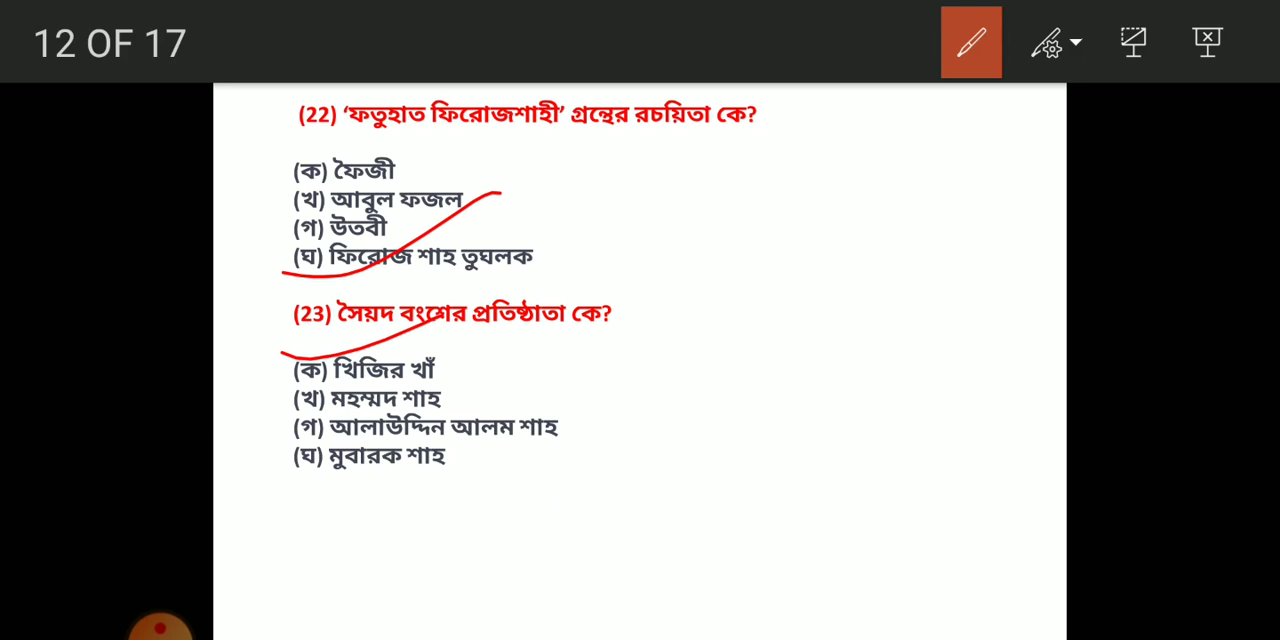 12 OF 17
(22) ‘ফতুহাত ফিরোজশাহী’ গ্রন্থের রচয়িতা কে?
(ক) ফৈজী
(খ) আবুল ফজল
(গ) উতবী
(ঘ) ফিরোজ শাহ তুঘলক
(23) সৈয়দ বংশের প্রতিষ্ঠাতা কে?
(ক) খিজির খাঁ
(খ) মহম্মদ শাহ
(গ) আলাউদ্দিন আলম শাহ
(ঘ) মুবারক শাহ